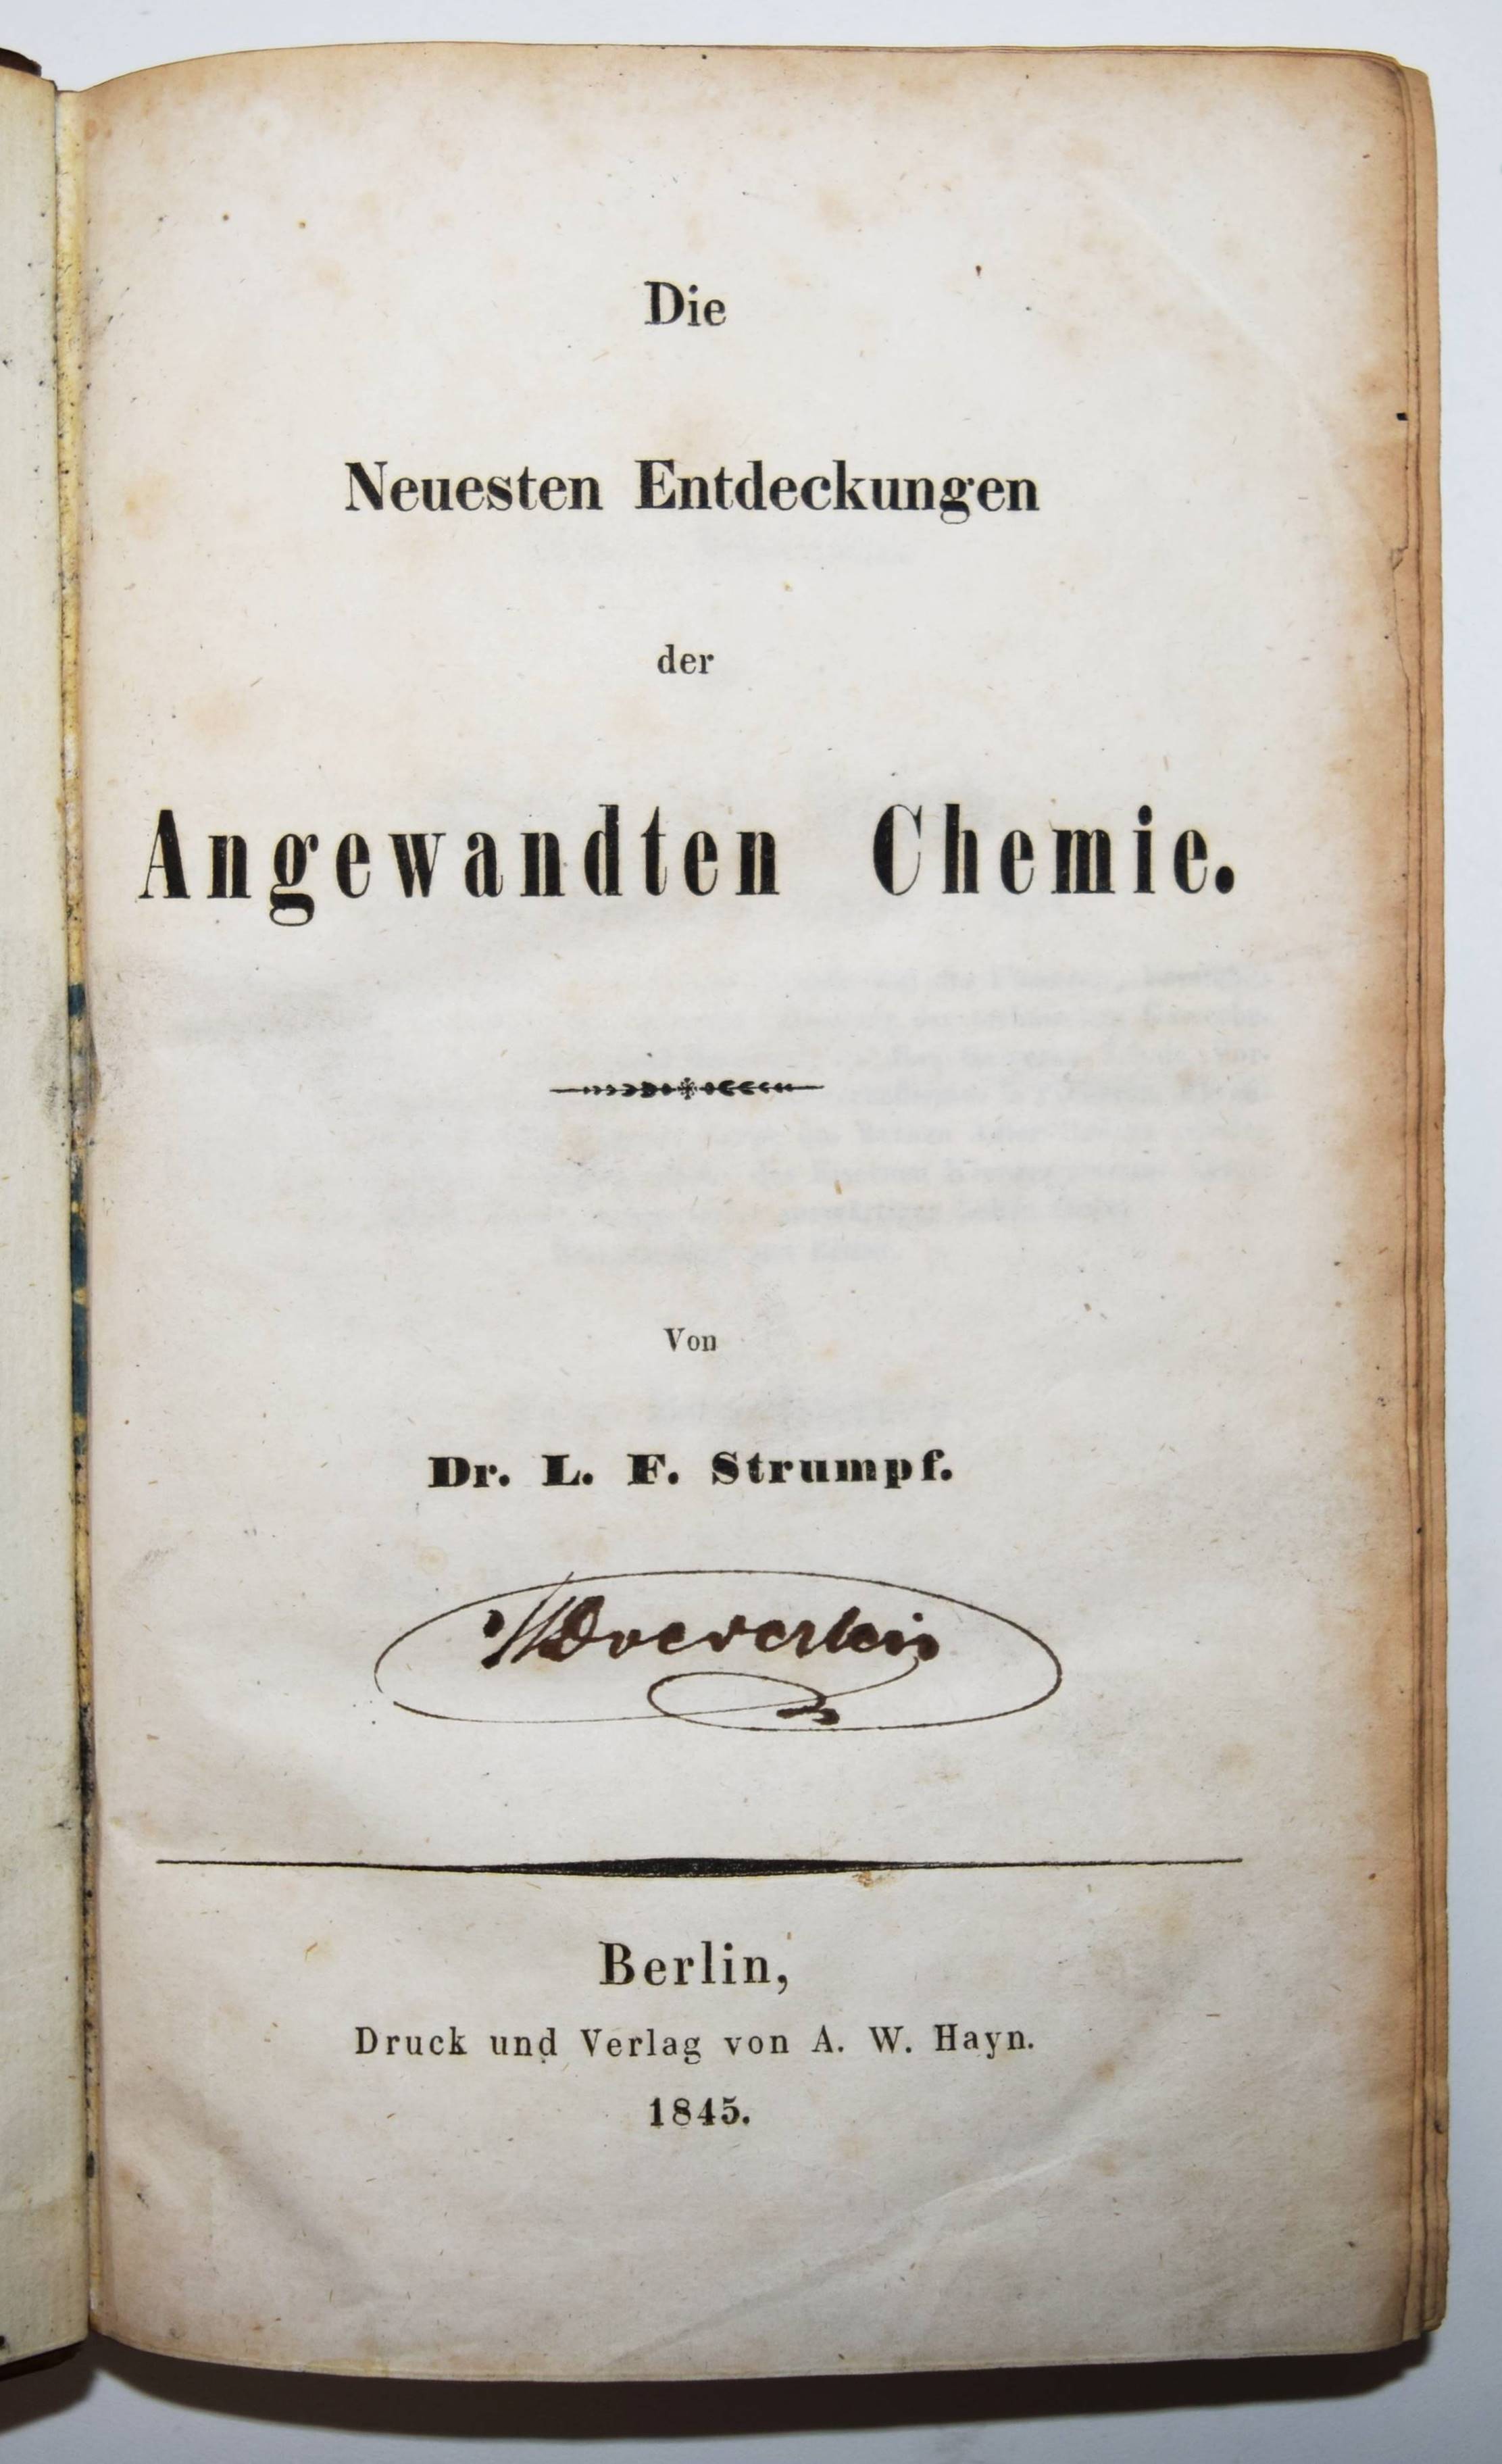 Die
Neuesten Entdeckungen
der
Angewandten Chemie.
Von
Dr. L. F. Strumpf.
Berlin,
Druck und Verlag von A. W. Hayn.
1845.